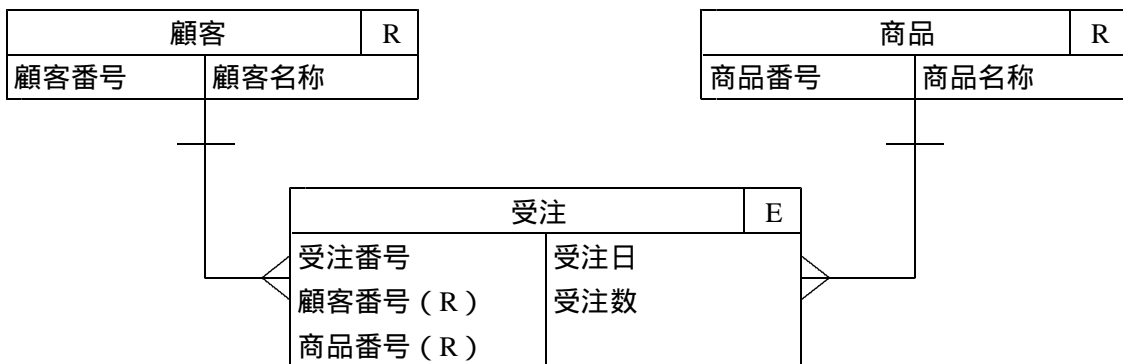 顧客 R
顧客番号 顧客名称
商品 R
商品番号 商品名称
受注 E
受注番号 受注日
顧客番号(R) 受注数
商品番号(R)